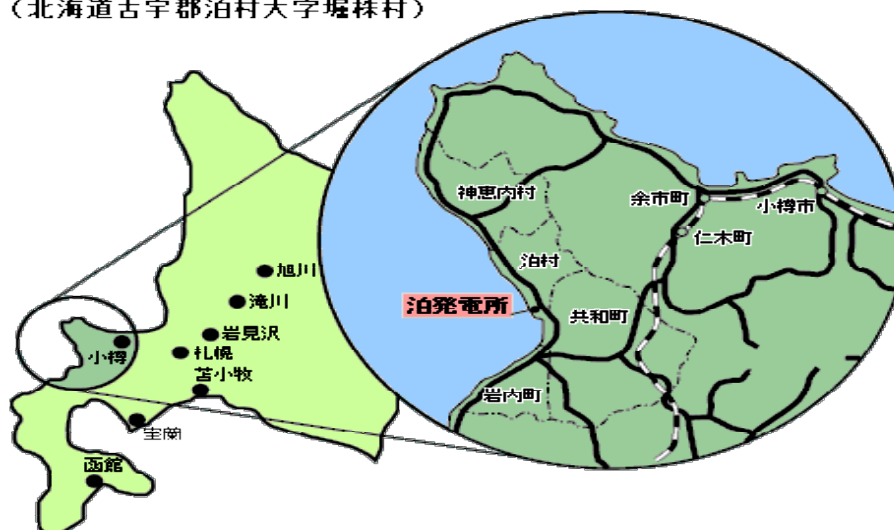 （北海道古宇郡泊村大字堀株村）
神恵内村
余市町
小樽市
仁木町
泊村
旭川
滝川
泊発電所
共和町
岩見沢
小樽
札幌
苫小牧
岩内町
室蘭
函館